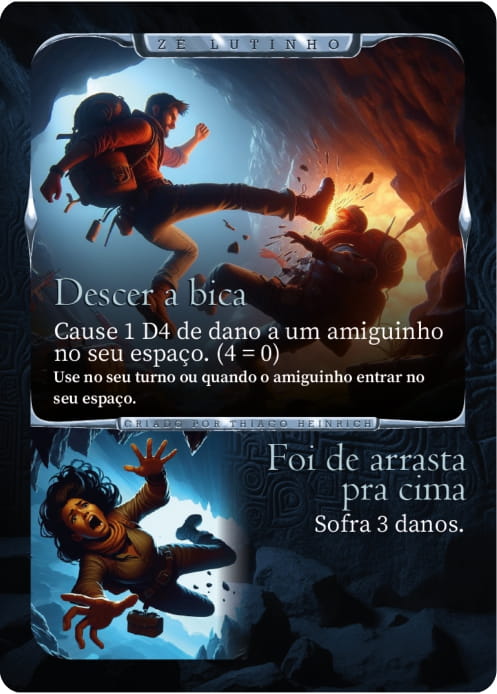 ZÉ LUTINHO
Descer a bica
Cause 1 D4 de dano a um amiguinho
no seu espaço. (4 = 0)
Use no seu turno ou quando o amiguinho entrar no
seu espaço.
CRIADO POR THIAGO HEINRICH
Foi de arrasta
pra cima
Sofra 3 danos.